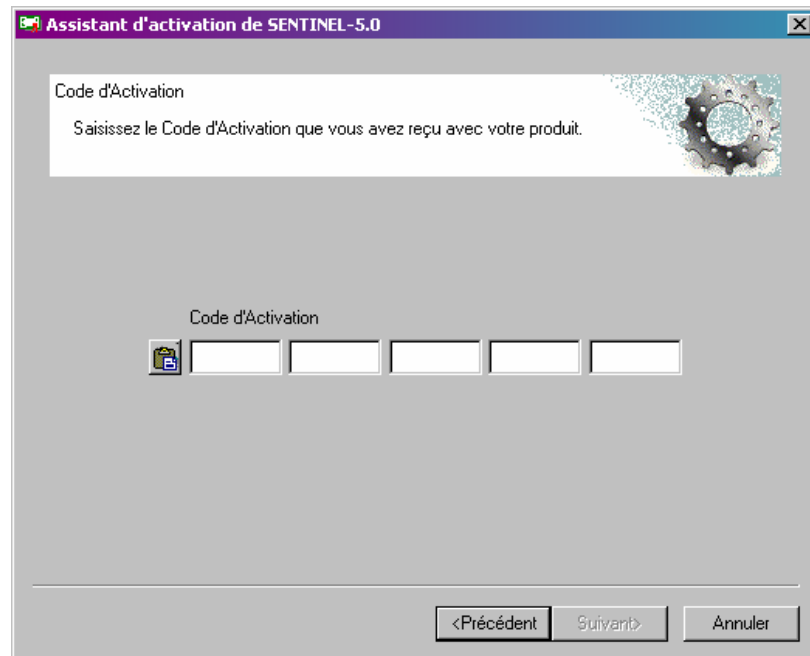 Assistant d'activation de SENTINEL-5.0
Code d'Activation
Saisissez le Code d'Activation que vous avez reçu avec votre produit.
Code d'Activation
<Précédent
Suivant>
Annuler